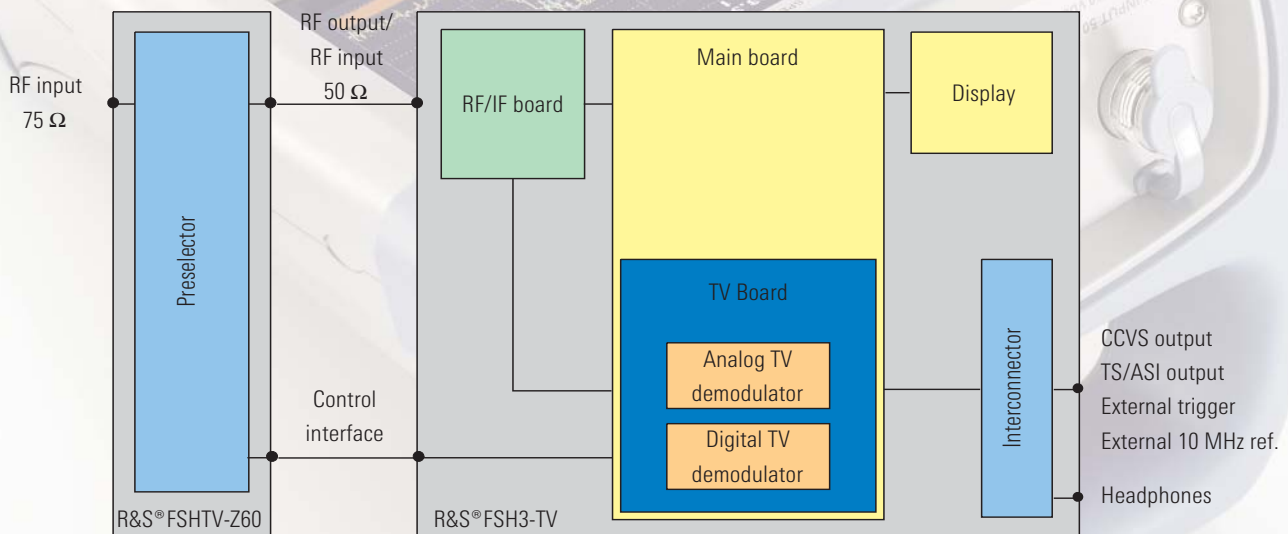 RF input
75 Ω
RF output/
RF input
50 Ω
Preselector
Control
interface
R&S®FSHTV-Z60
RF/IF board
Main board
Display
TV Board
Analog TV
demodulator
Digital TV
demodulator
Interconnector
CCVS output
TS/ASI output
External trigger
External 10 MHz ref.
Headphones
R&S®FSH3-TV
INPUT 50